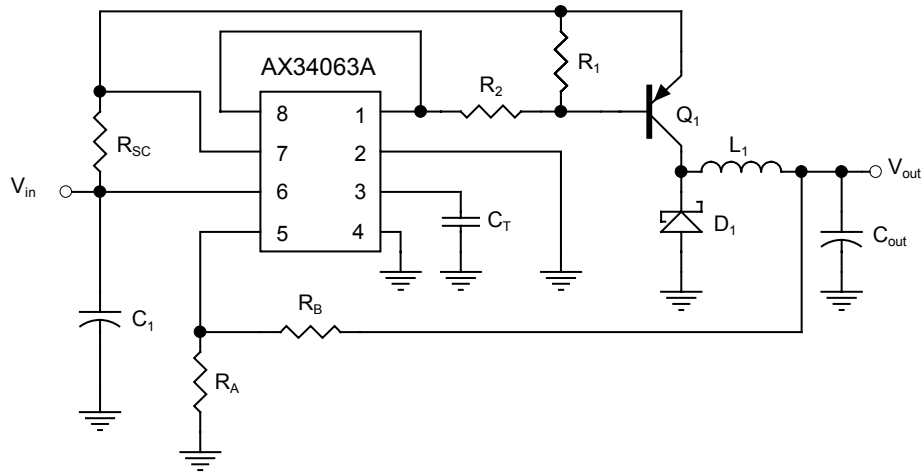 AX34063A
R1
R2
8 1
Q1
RSC
7 2
L1
Vin
6 3
Vout
CT
5 4
D1
Cout
C1
RB
RA